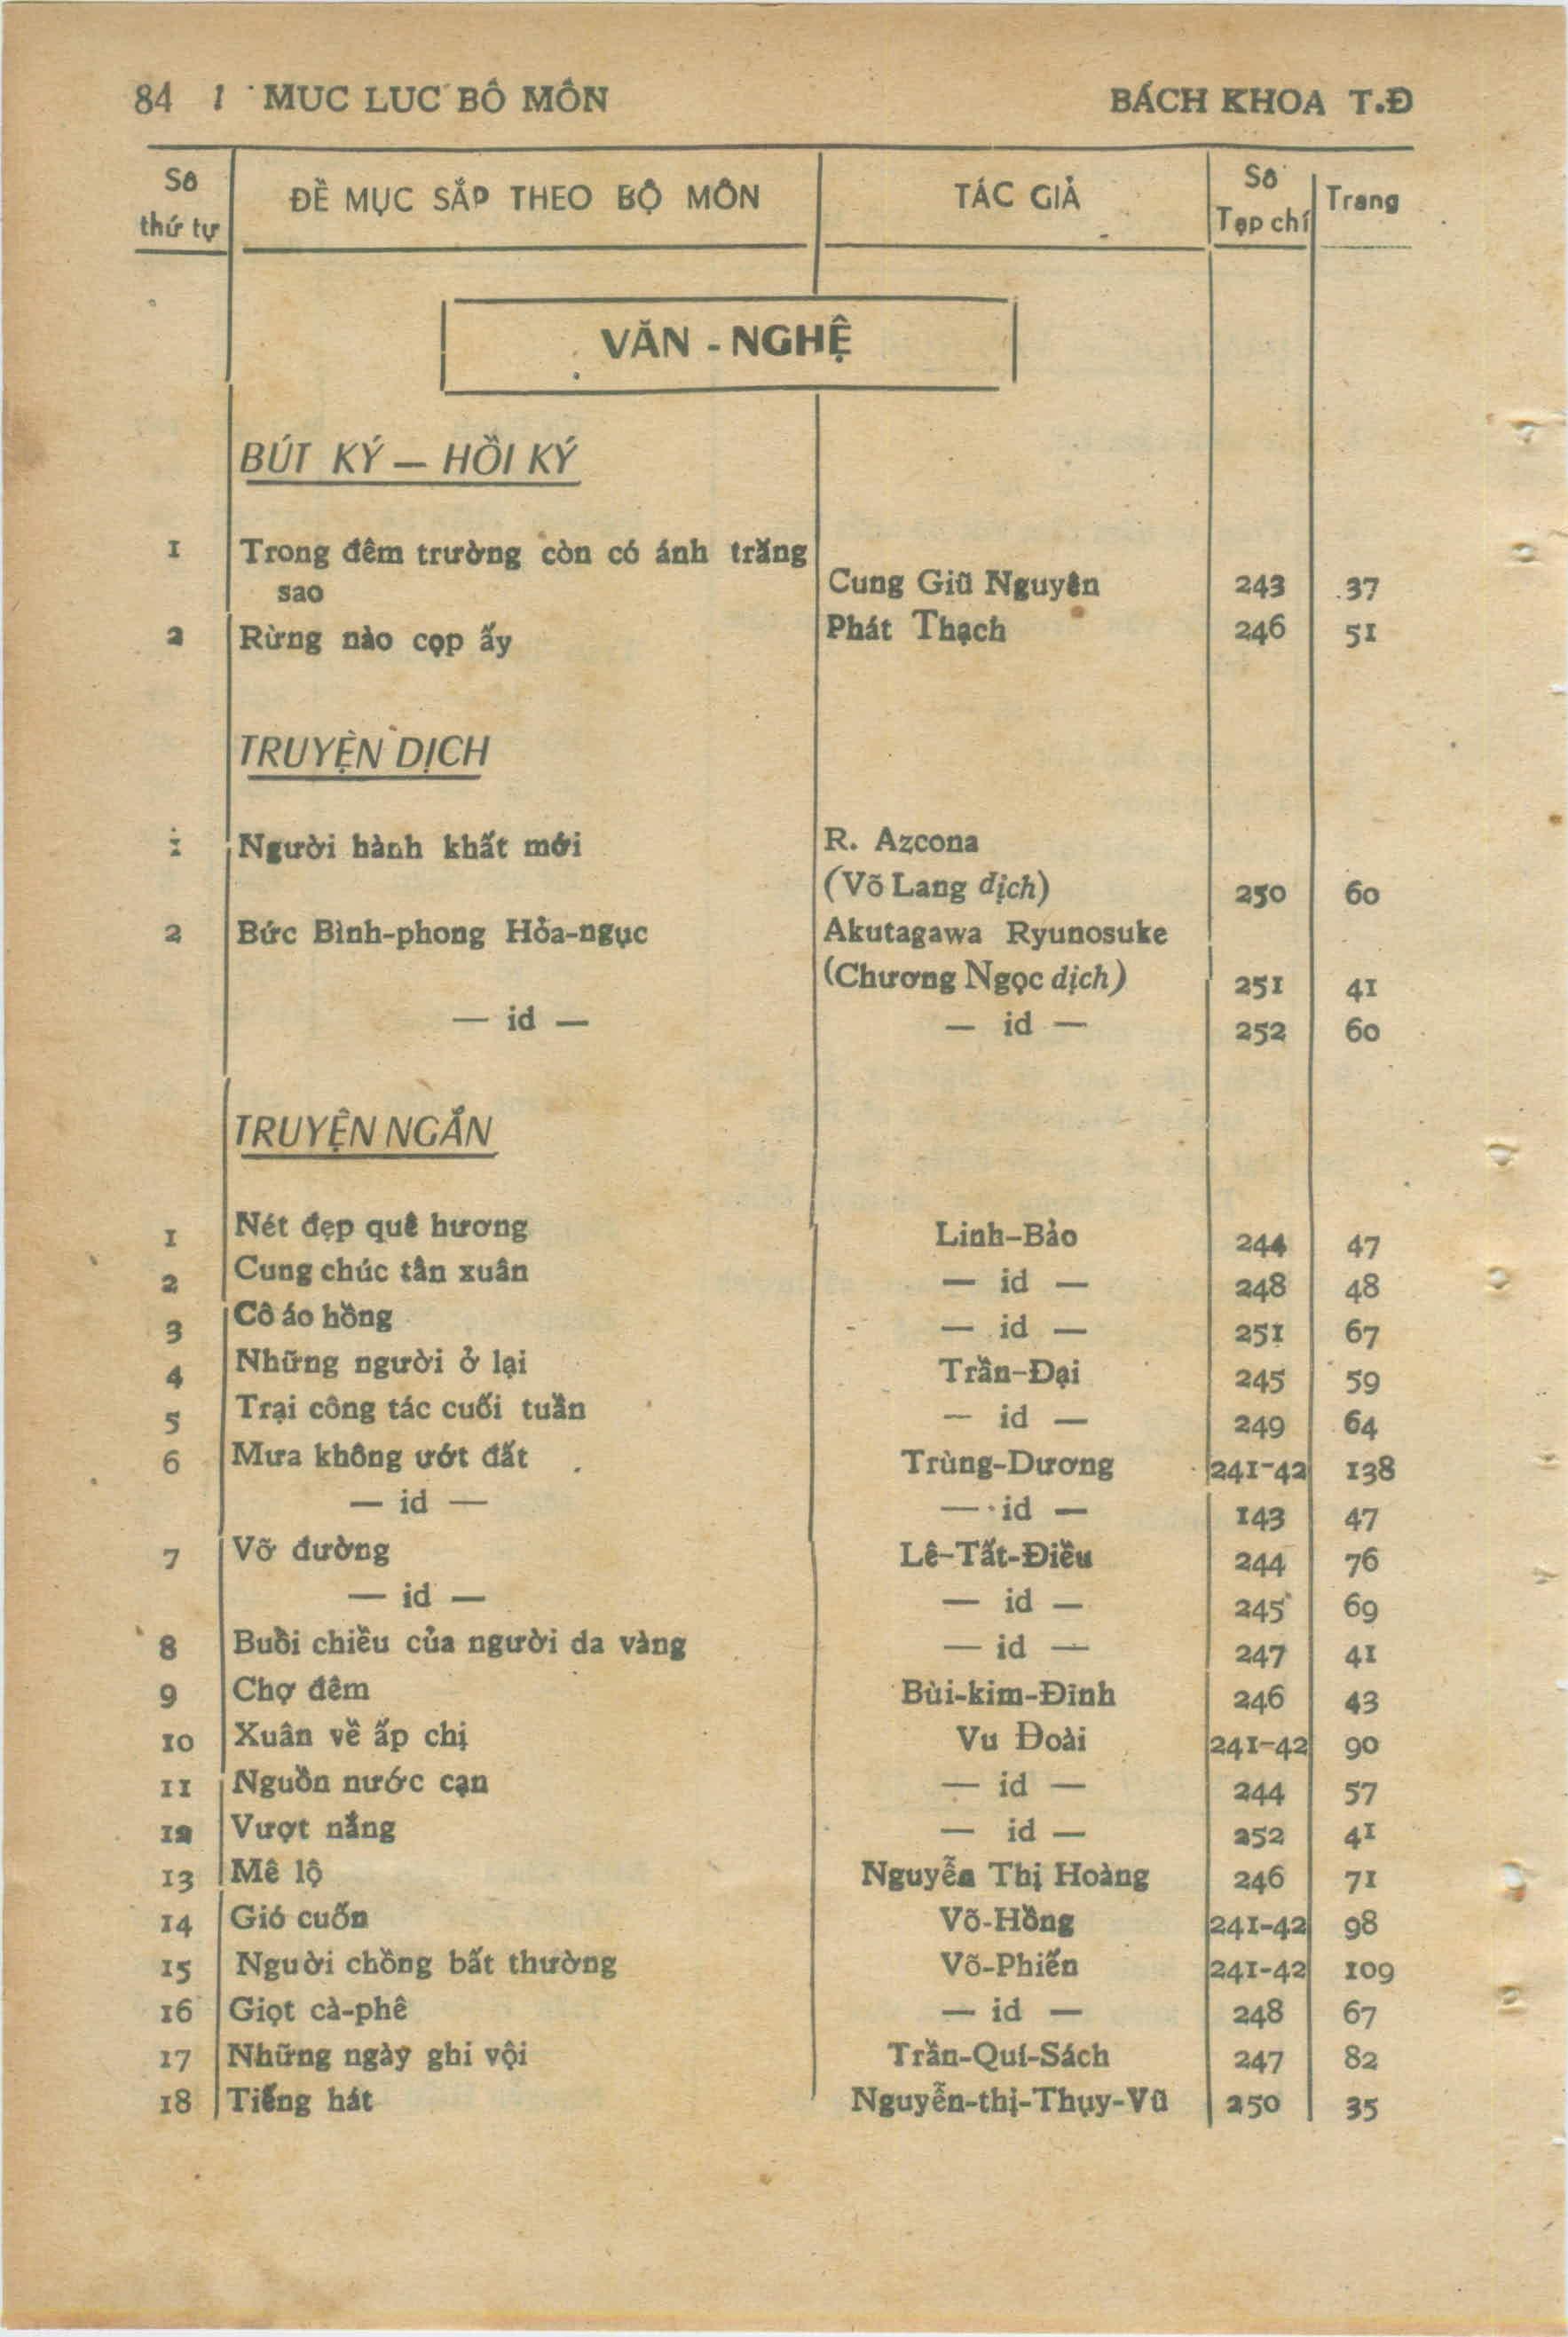 84 / MUC LUC BÔ MÔN BÁCH KHOA T.Đ
Số thứ tự ĐỀ MỤC SẮP THEO BỘ MÔN TÁC GIẢ Số Tạp chí Trang
VĂN - NGHỆ
BÚT KÝ — HỒI KÝ
1 Trong đêm trường còn có ánh trăng
sao Cung Giũ Nguyên 243 37
2 Rừng nào cọp ấy Phát Thạch 246 51
TRUYỆN DỊCH
1 Người hành khất mới R. Azcona
(Võ Lang dịch) 250 60
2 Bức Bình-phong Hỏa-ngục Akutagawa Ryunosuke
(Chương Ngọc dịch) 251 41
— id — — id — 252 60
TRUYỆN NGẮN
1 Nét đẹp quê hương Linh-Bảo 244 47
2 Cung chúc tân xuân — id — 248 48
3 Cô áo hồng — id — 251 67
4 Những người ở lại Trần-Đại 245 59
5 Trại công tác cuối tuần — id — 249 64
6 Mưa không ướt đất Trùng-Dương 241-42 138
— id — — id — 143 47
7 Vỡ đường Lê-Tất-Điều 244 76
— id — — id — 245 69
8 Buổi chiều của người da vàng — id — 247 41
9 Chợ đêm Bùi-kim-Đĩnh 246 43
10 Xuân về ấp chị Vu Đoài 241-42 90
11 Nguồn nước cạn — id — 244 57
12 Vượt nắng — id — 252 41
13 Mê lộ Nguyễn Thị Hoàng 246 71
14 Gió cuốn Võ-Hồng 241-42 98
15 Nguời chồng bất thường Võ-Phiến 241-42 109
16 Giọt cà-phê — id — 248 67
17 Những ngày ghi vội Trần-Quí-Sách 247 82
18 Tiếng hát Nguyễn-thị-Thụy-Vũ 250 35